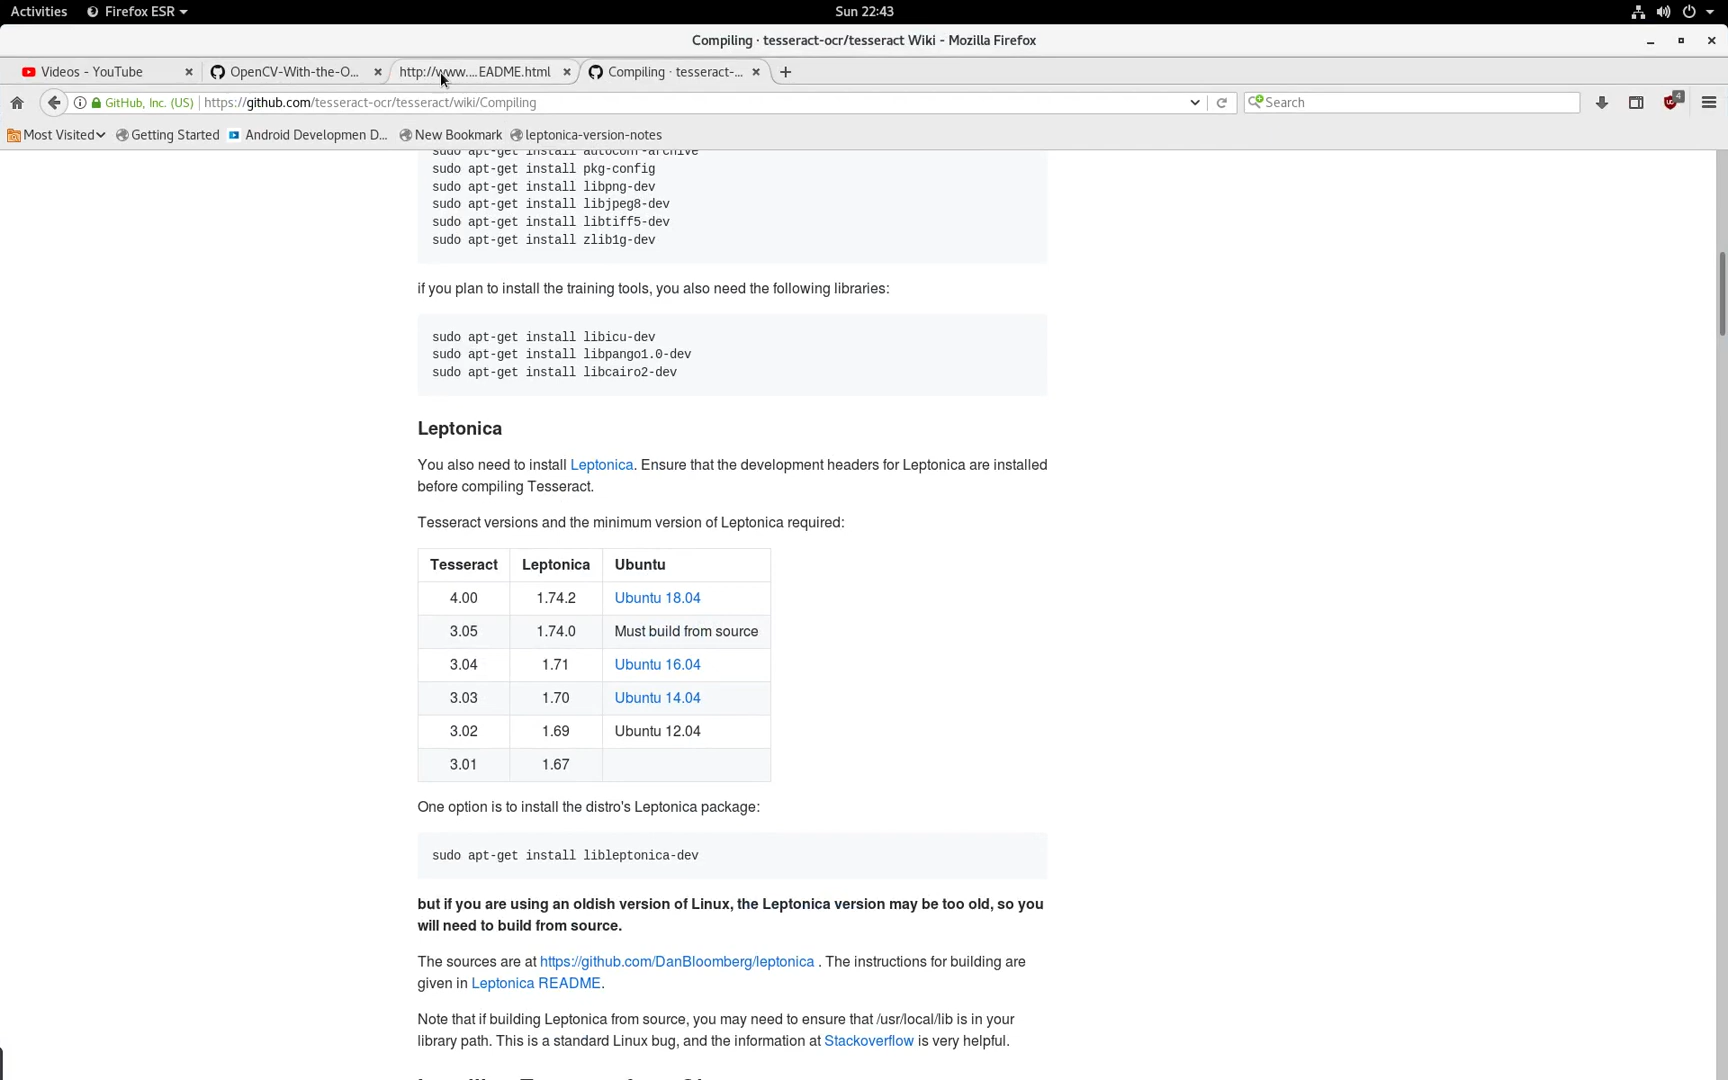 Activities Firefox ESR Sun 22:43
Compiling · tesseract-ocr/tesseract Wiki - Mozilla Firefox
Videos - YouTube OpenCV-With-the-O... http://www....EADME.html Compiling · tesseract-...
GitHub, Inc. (US) https://github.com/tesseract-ocr/tesseract/wiki/Compiling Search 4
Most Visited Getting Started Android Developmen D... New Bookmark leptonica-version-notes
sudo apt-get install autoconf-archive
sudo apt-get install pkg-config
sudo apt-get install libpng-dev
sudo apt-get install libjpeg8-dev
sudo apt-get install libtiff5-dev
sudo apt-get install zlib1g-dev
if you plan to install the training tools, you also need the following libraries:
sudo apt-get install libicu-dev
sudo apt-get install libpango1.0-dev
sudo apt-get install libcairo2-dev
Leptonica
You also need to install Leptonica. Ensure that the development headers for Leptonica are installed
before compiling Tesseract.
Tesseract versions and the minimum version of Leptonica required:
Tesseract Leptonica Ubuntu
4.00 1.74.2 Ubuntu 18.04
3.05 1.74.0 Must build from source
3.04 1.71 Ubuntu 16.04
3.03 1.70 Ubuntu 14.04
3.02 1.69 Ubuntu 12.04
3.01 1.67
One option is to install the distro's Leptonica package:
sudo apt-get install libleptonica-dev
but if you are using an oldish version of Linux, the Leptonica version may be too old, so you
will need to build from source.
The sources are at https://github.com/DanBloomberg/leptonica . The instructions for building are
given in Leptonica README.
Note that if building Leptonica from source, you may need to ensure that /usr/local/lib is in your
library path. This is a standard Linux bug, and the information at Stackoverflow is very helpful.